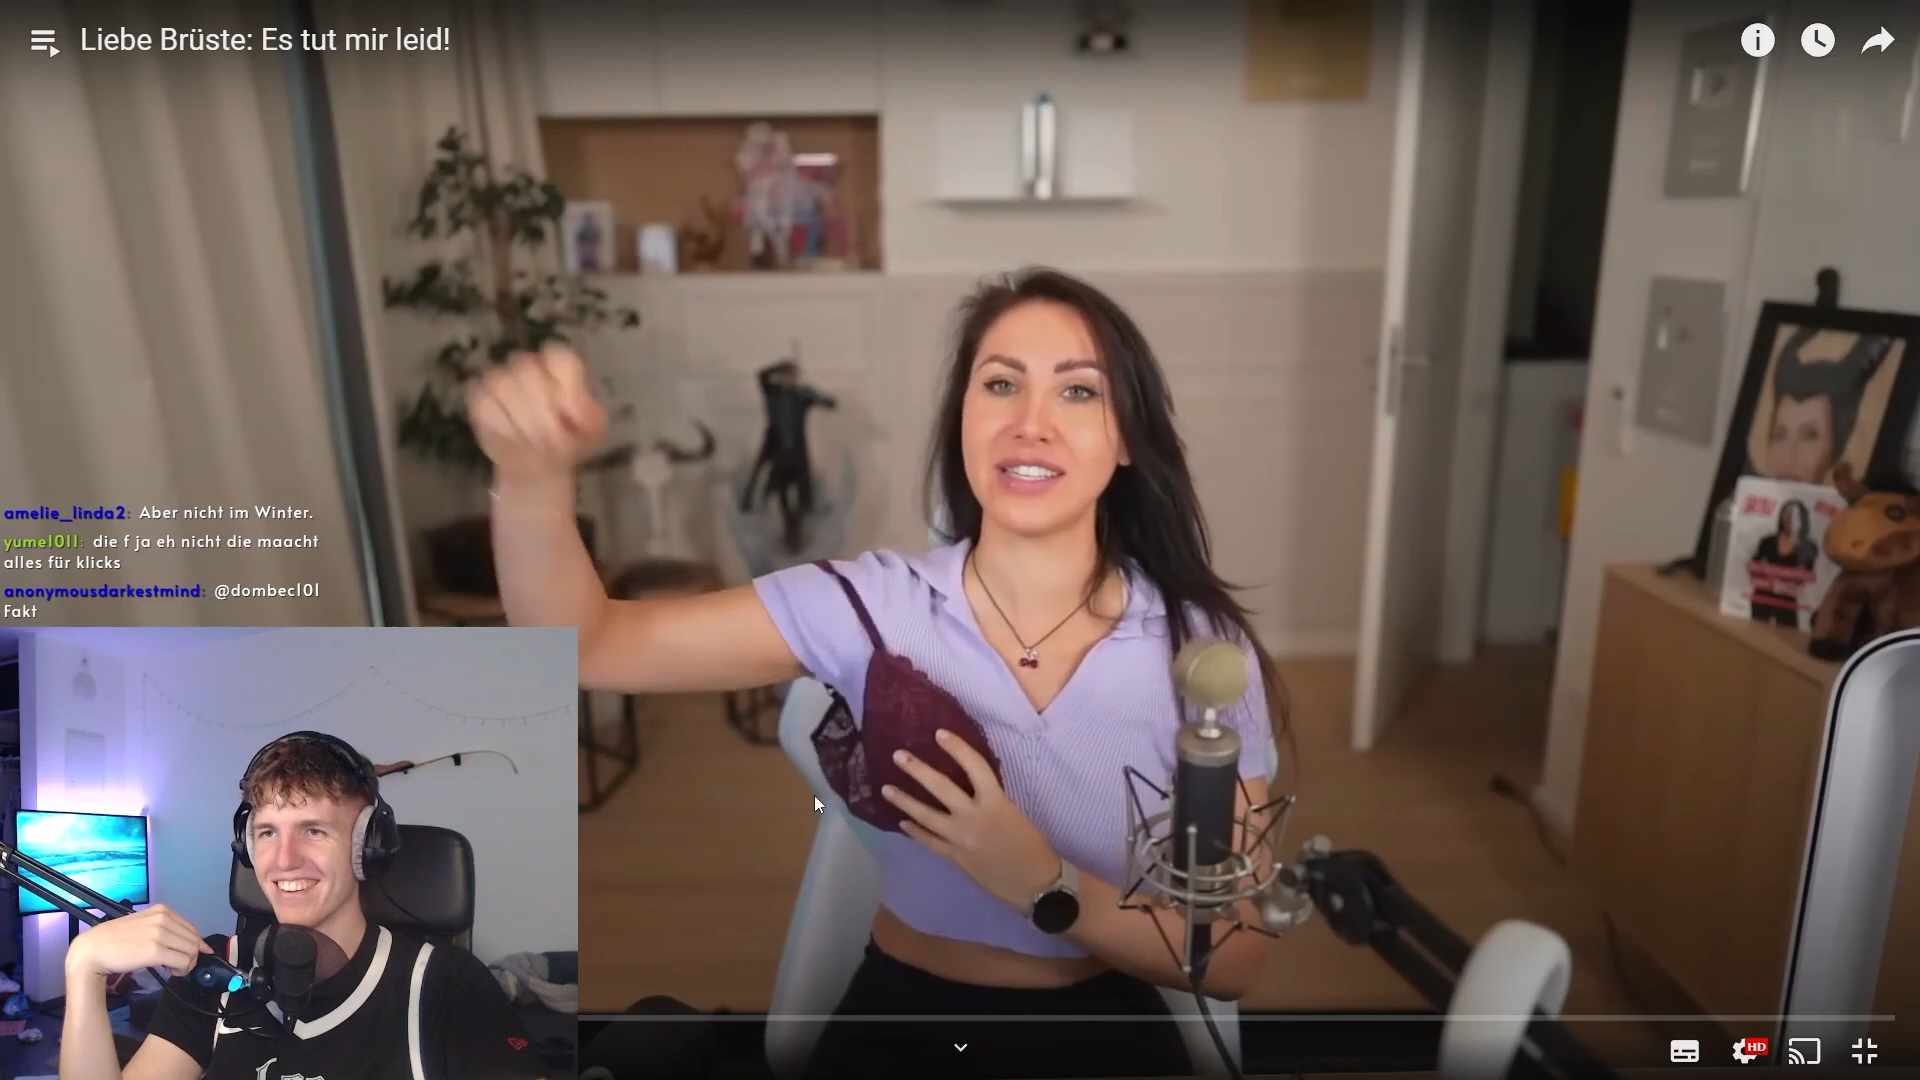 Liebe Brüste: Es tut mir leid!
amelie_linda2: Aber nicht im Winter.
yume1011: die f ja eh nicht die maacht
alles für klicks
anonymousdarkestmind: @dombec101
Fakt
HD